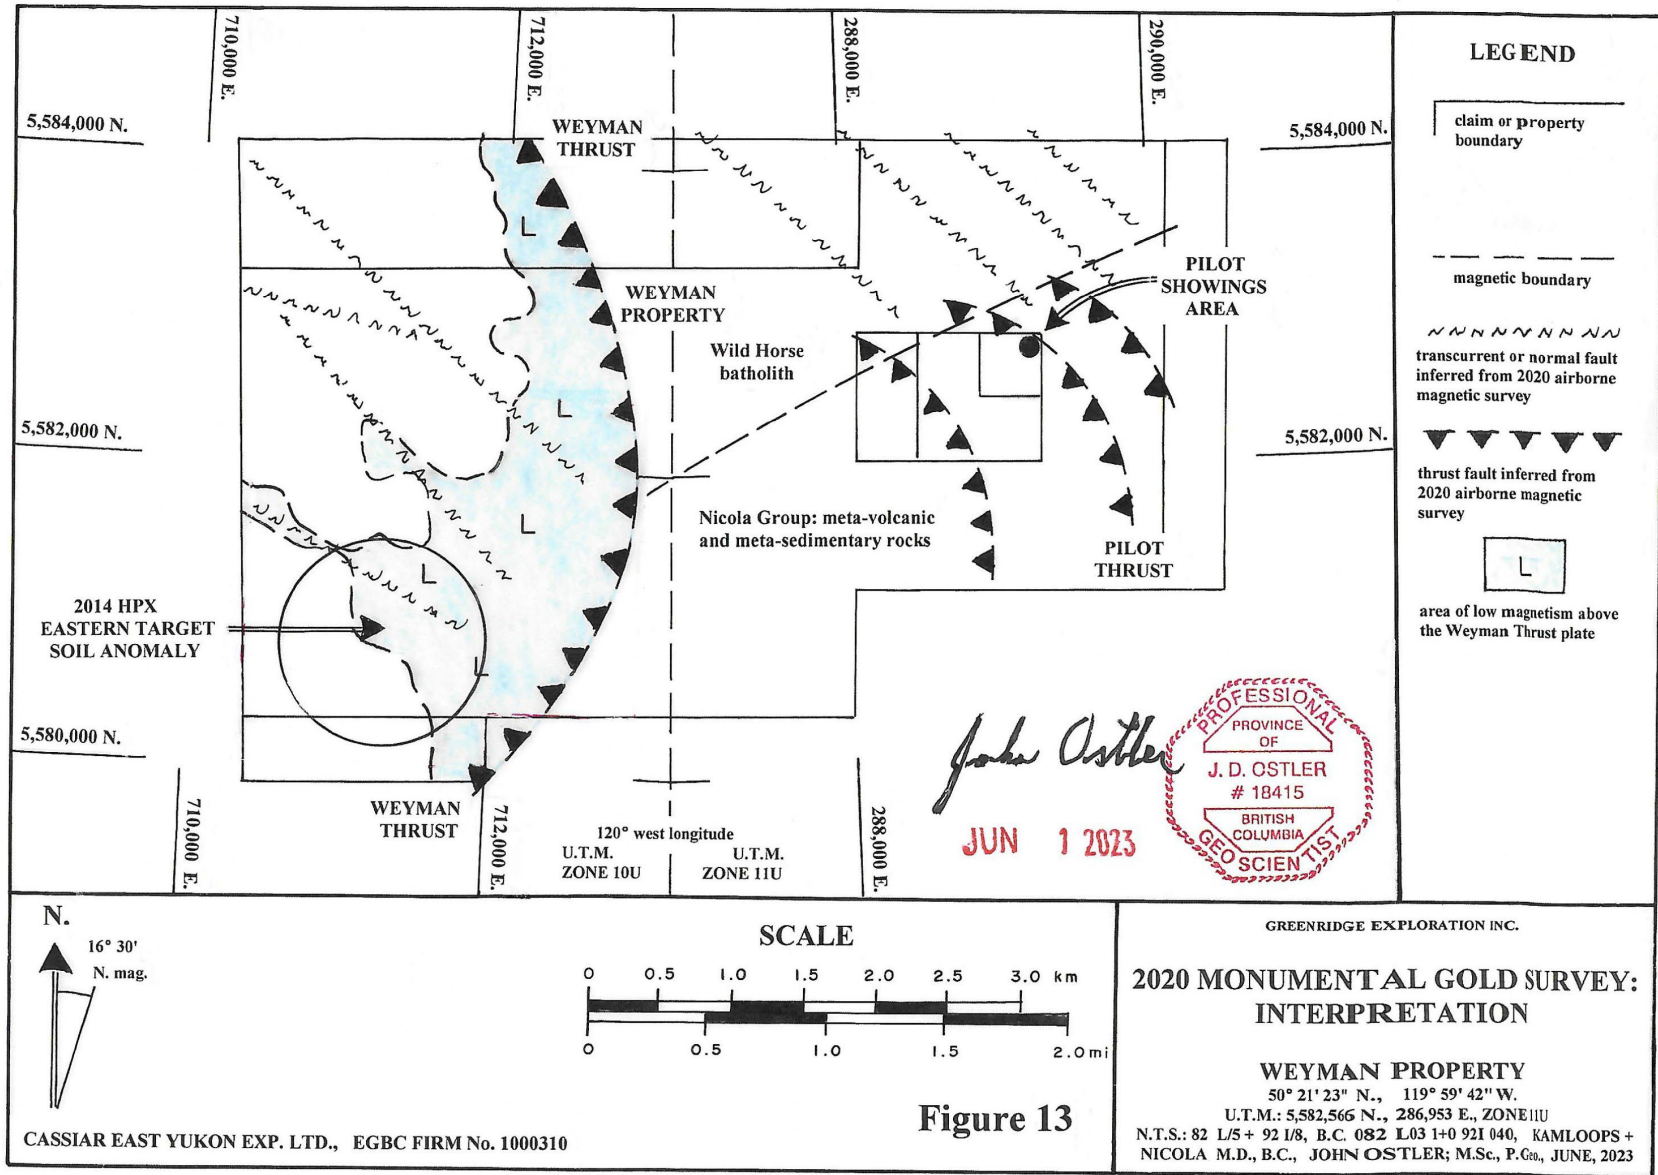 710,000 E.
712,000 E.
288,000 E.
290,000 E.
5,584,000 N.
5,584,000 N.
WEYMAN
THRUST
L
WEYMAN
PROPERTY
PILOT
SHOWINGS
AREA
Wild Horse
batholith
L
5,582,000 N.
5,582,000 N.
L
Nicola Group: meta-volcanic
and meta-sedimentary rocks
PILOT
THRUST
L
2014 HPX
EASTERN TARGET
SOIL ANOMALY
L
5,580,000 N.
WEYMAN
THRUST
710,000 E.
712,000 E.
288,000 E.
120° west longitude
U.T.M.
ZONE 10U
U.T.M.
ZONE 11U
John Ostler
JUN 1 2023
PROFESSIONAL
PROVINCE
OF
J. D. OSTLER
# 18415
BRITISH
COLUMBIA
GEOSCIENTIST
LEGEND
claim or property
boundary
magnetic boundary
transcurrent or normal fault
inferred from 2020 airborne
magnetic survey
thrust fault inferred from
2020 airborne magnetic
survey
L
area of low magnetism above
the Weyman Thrust plate
N.
16° 30'
N. mag.
SCALE
0 0.5 1.0 1.5 2.0 2.5 3.0 km
0 0.5 1.0 1.5 2.0 mi
Figure 13
CASSIAR EAST YUKON EXP. LTD., EGBC FIRM No. 1000310
GREENRIDGE EXPLORATION INC.
2020 MONUMENTAL GOLD SURVEY:
INTERPRETATION
WEYMAN PROPERTY
50° 21' 23" N., 119° 59' 42" W.
U.T.M.: 5,582,566 N., 286,953 E., ZONE 11U
N.T.S.: 82 L/5 + 92 I/8, B.C. 082 L03 1+0 92I 040, KAMLOOPS +
NICOLA M.D., B.C., JOHN OSTLER; M.Sc., P.Geo., JUNE, 2023